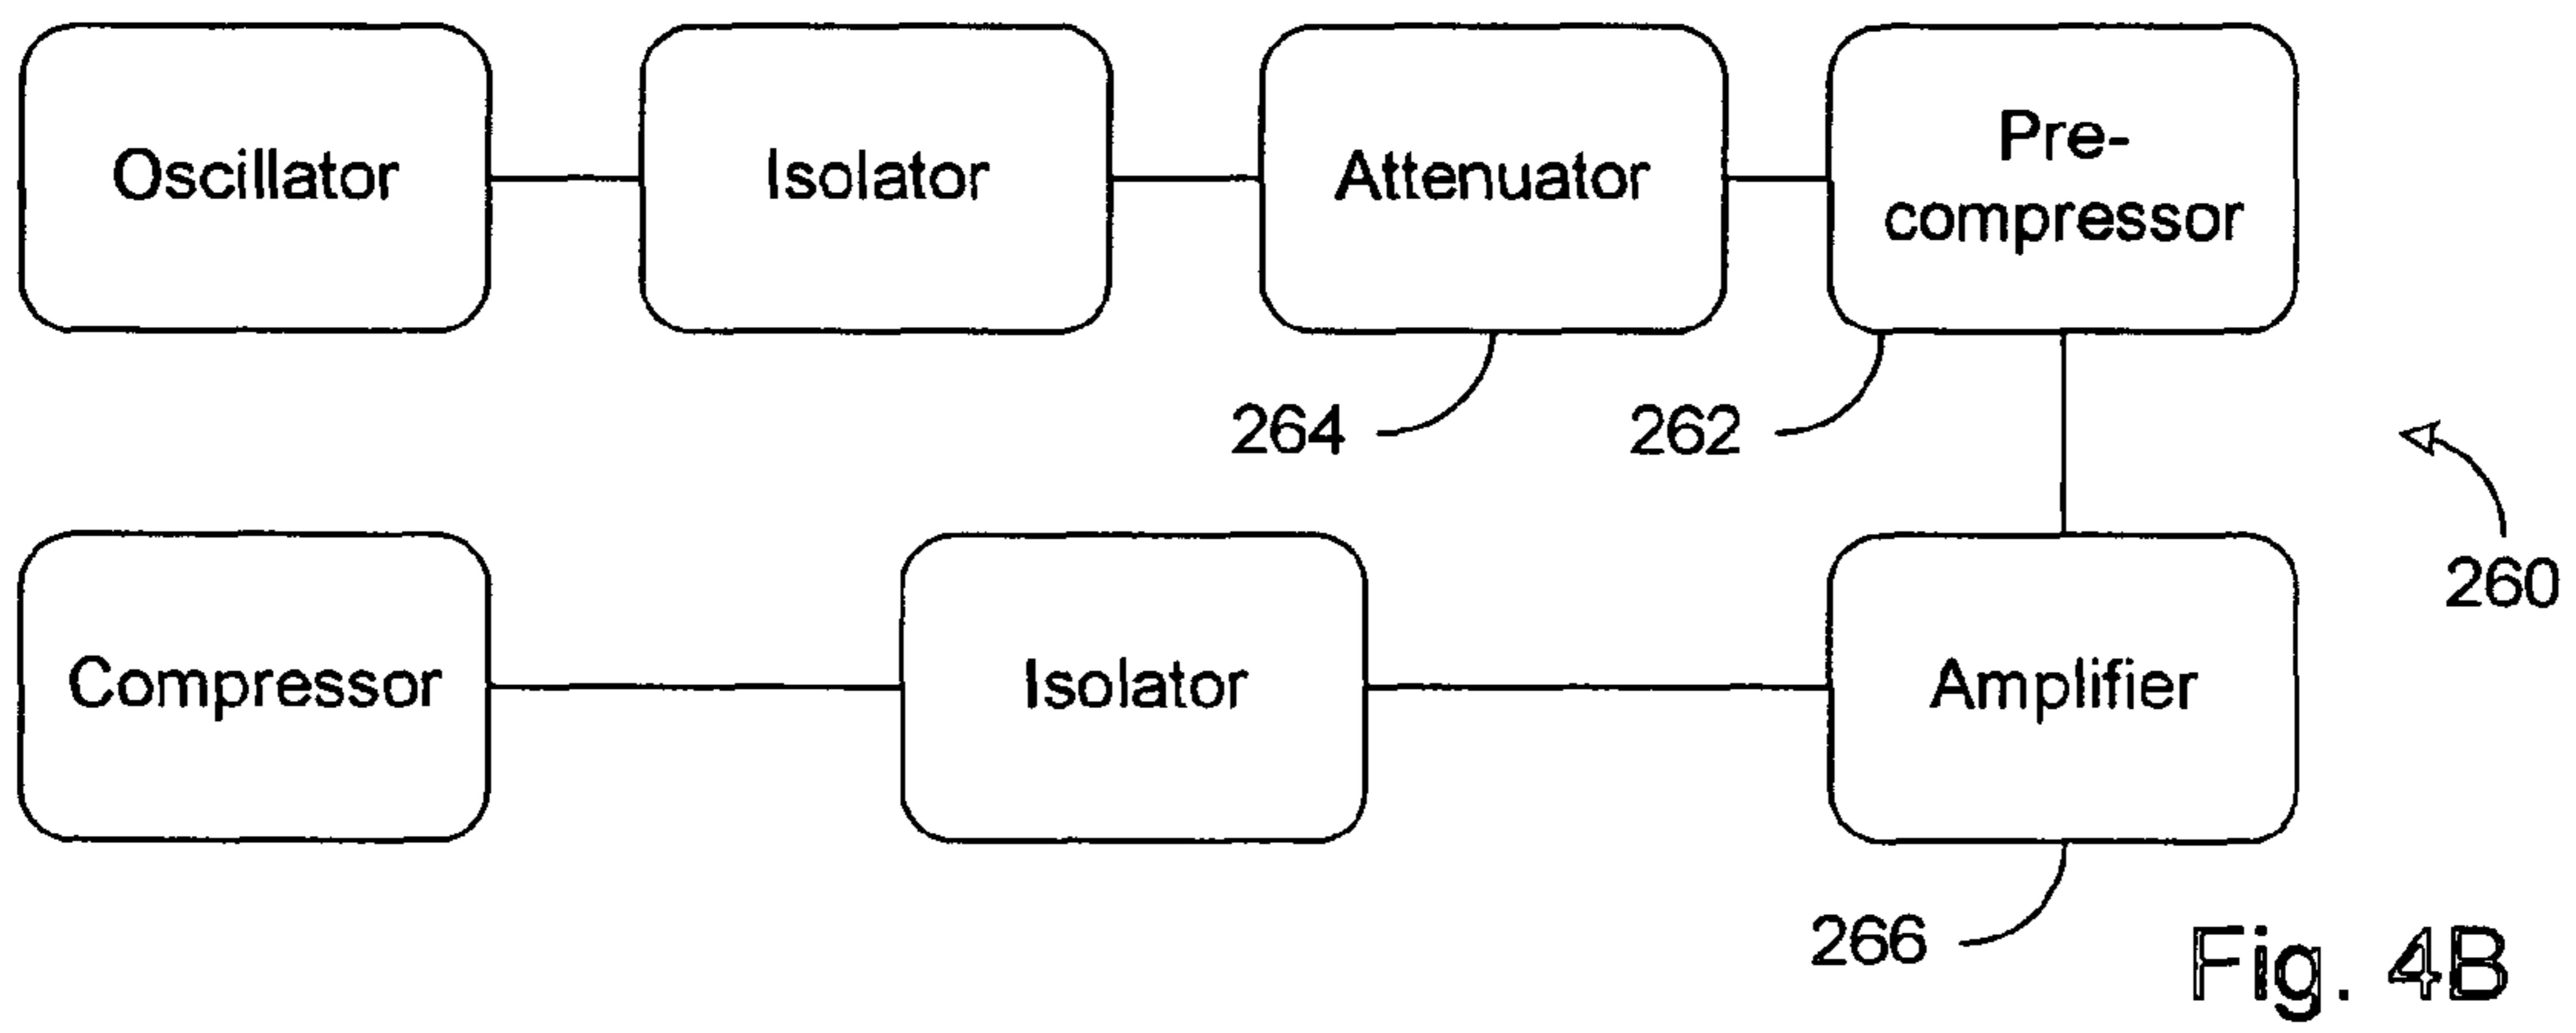 Oscillator
Isolator
Attenuator
Pre-
compressor
264
262
260
Compressor
Isolator
Amplifier
266
Fig. 4B